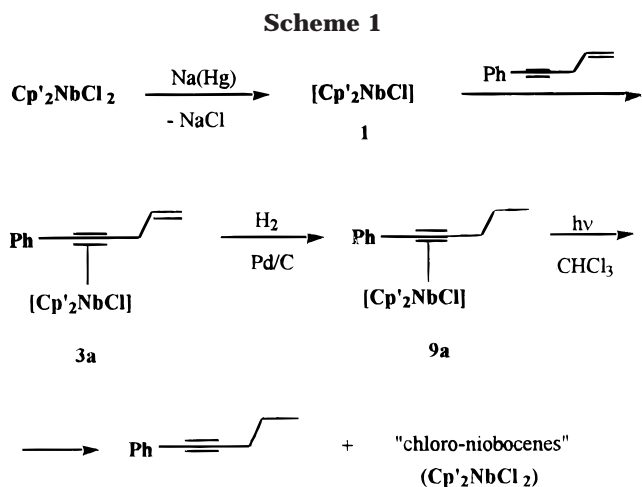 Scheme 1
Cp'₂NbCl₂ Na(Hg) - NaCl [Cp'₂NbCl] Ph
1
Ph H₂ Pd/C Ph hν CHCl₃
[Cp'₂NbCl] [Cp'₂NbCl]
3a 9a
Ph + "chloro-niobocenes"
(Cp'₂NbCl₂)